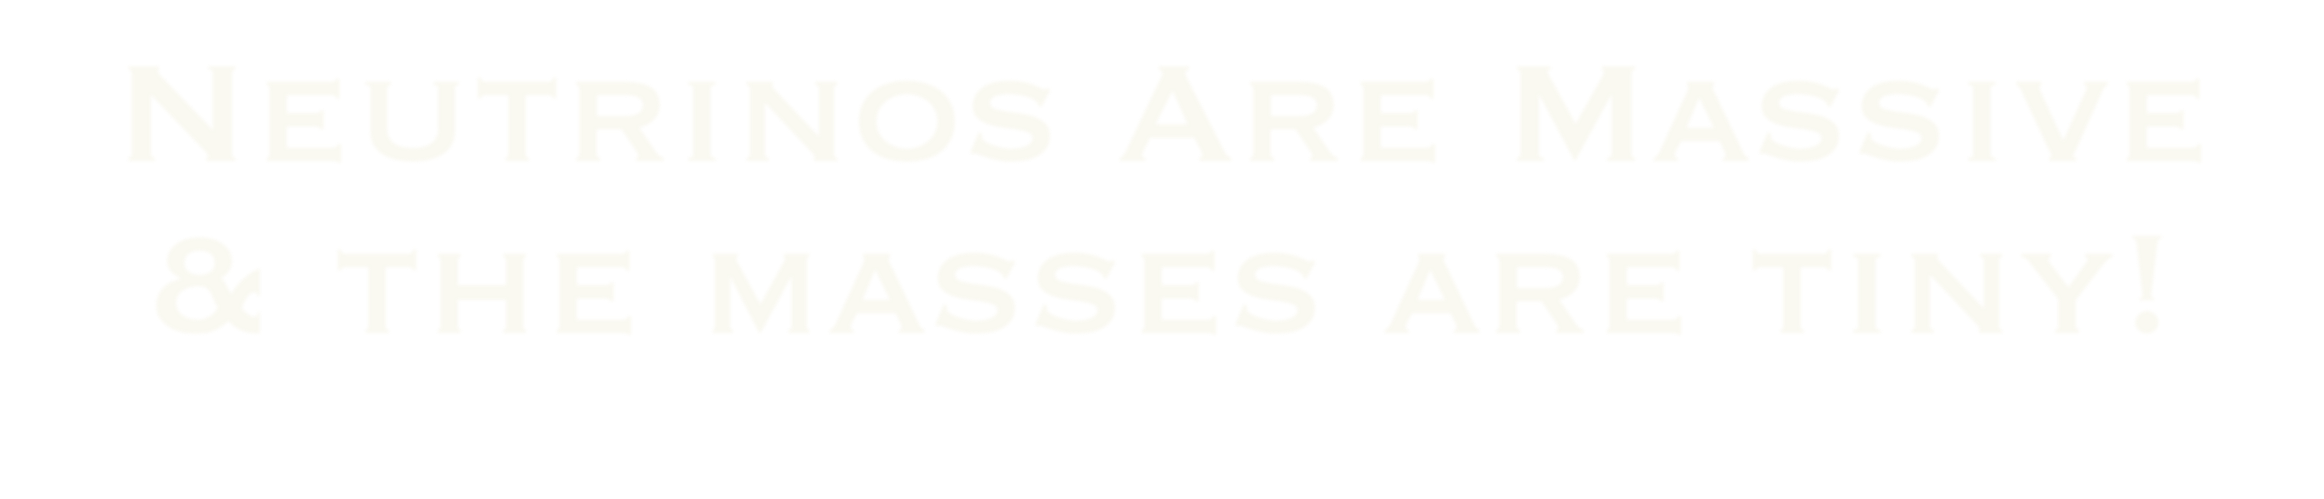 Neutrinos Are Massive
& the masses are tiny!